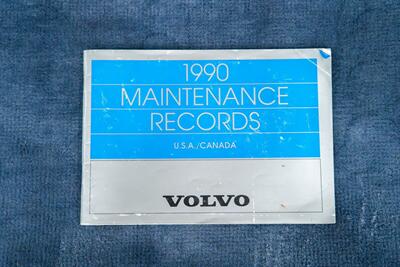 1990
MAINTENANCE
RECORDS
U.S.A./CANADA
VOLVO